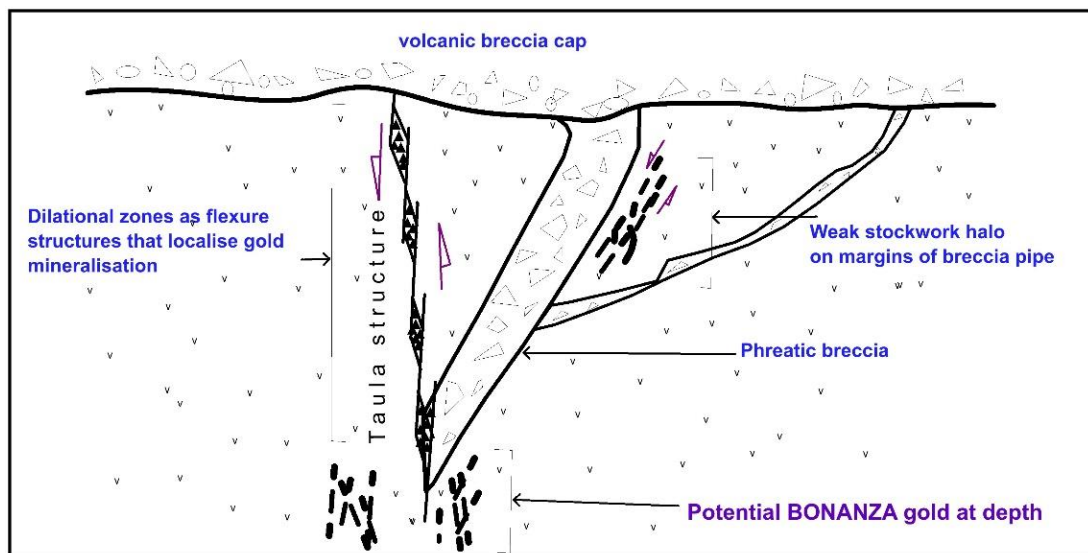 volcanic breccia cap
Dilational zones as flexure
structures that localise gold
mineralisation
Taula structure
Weak stockwork halo
on margins of breccia pipe
Phreatic breccia
Potential BONANZA gold at depth